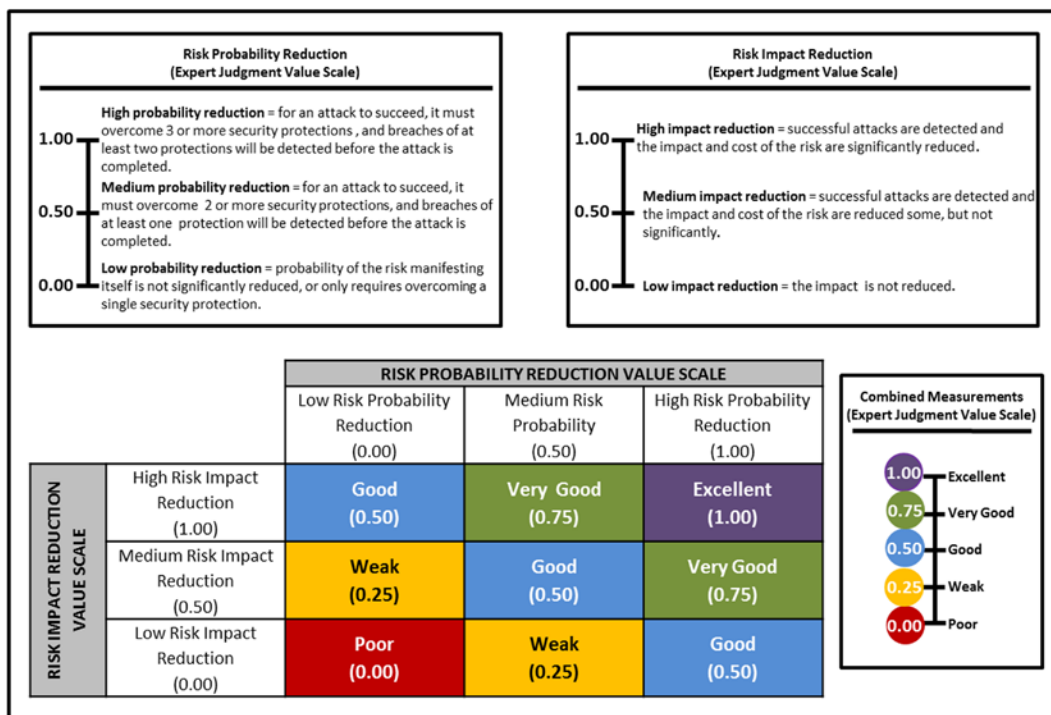 Risk Probability Reduction
(Expert Judgment Value Scale)
1.00
0.50
0.00
High probability reduction = for an attack to succeed, it must
overcome 3 or more security protections , and breaches of
at least two protections will be detected before the attack is
completed.
Medium probability reduction = for an attack to succeed, it
must overcome 2 or more security protections, and breaches of
at least one protection will be detected before the attack is
completed.
Low probability reduction = probability of the risk manifesting
itself is not significantly reduced, or only requires overcoming a
single security protection.
Risk Impact Reduction
(Expert Judgment Value Scale)
1.00
0.50
0.00
High impact reduction = successful attacks are detected and
the impact and cost of the risk are significantly reduced.
Medium impact reduction = successful attacks are detected and
the impact and cost of the risk are reduced some, but not
significantly.
Low impact reduction = the impact is not reduced.
RISK PROBABILITY REDUCTION VALUE SCALE
Low Risk Probability
Reduction
(0.00)
Medium Risk
Probability
(0.50)
High Risk Probability
Reduction
(1.00)
RISK IMPACT REDUCTION
VALUE SCALE
High Risk Impact
Reduction
(1.00)
Good
(0.50)
Very Good
(0.75)
Excellent
(1.00)
Medium Risk Impact
Reduction
(0.50)
Weak
(0.25)
Good
(0.50)
Very Good
(0.75)
Low Risk Impact
Reduction
(0.00)
Poor
(0.00)
Weak
(0.25)
Good
(0.50)
Combined Measurements
(Expert Judgment Value Scale)
1.00 Excellent
0.75 Very Good
0.50 Good
0.25 Weak
0.00 Poor